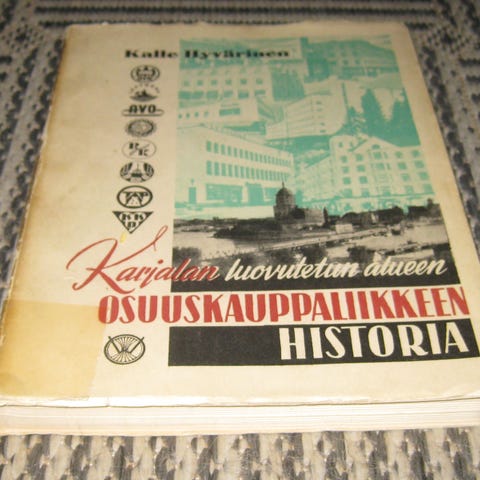 Kalle Hyvärinen
AVO
Karjalan luovutetun alueen
OSUUSKAUPPALIIKKEEN
HISTORIA